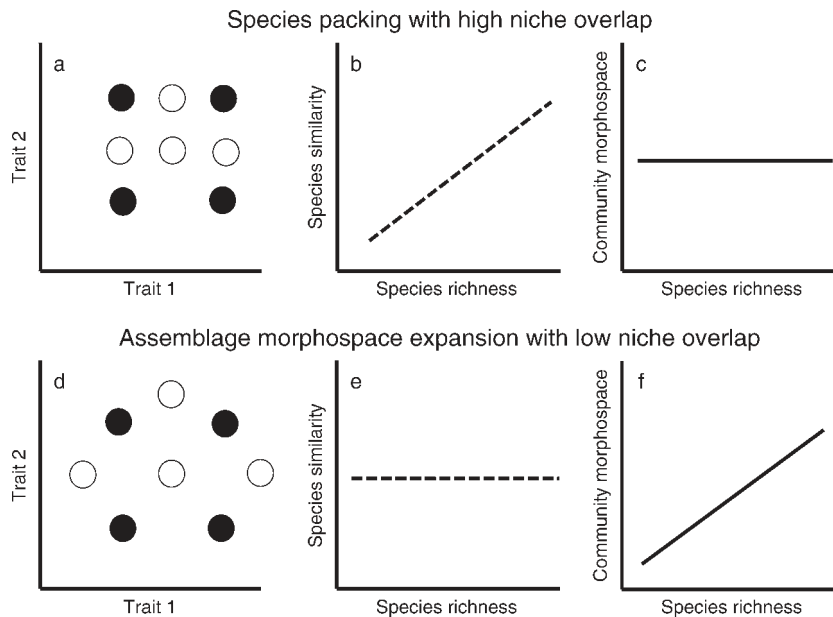 Species packing with high niche overlap
a
Trait 2
Trait 1
b
Species similarity
Species richness
c
Community morphospace
Species richness
Assemblage morphospace expansion with low niche overlap
d
Trait 2
Trait 1
e
Species similarity
Species richness
f
Community morphospace
Species richness